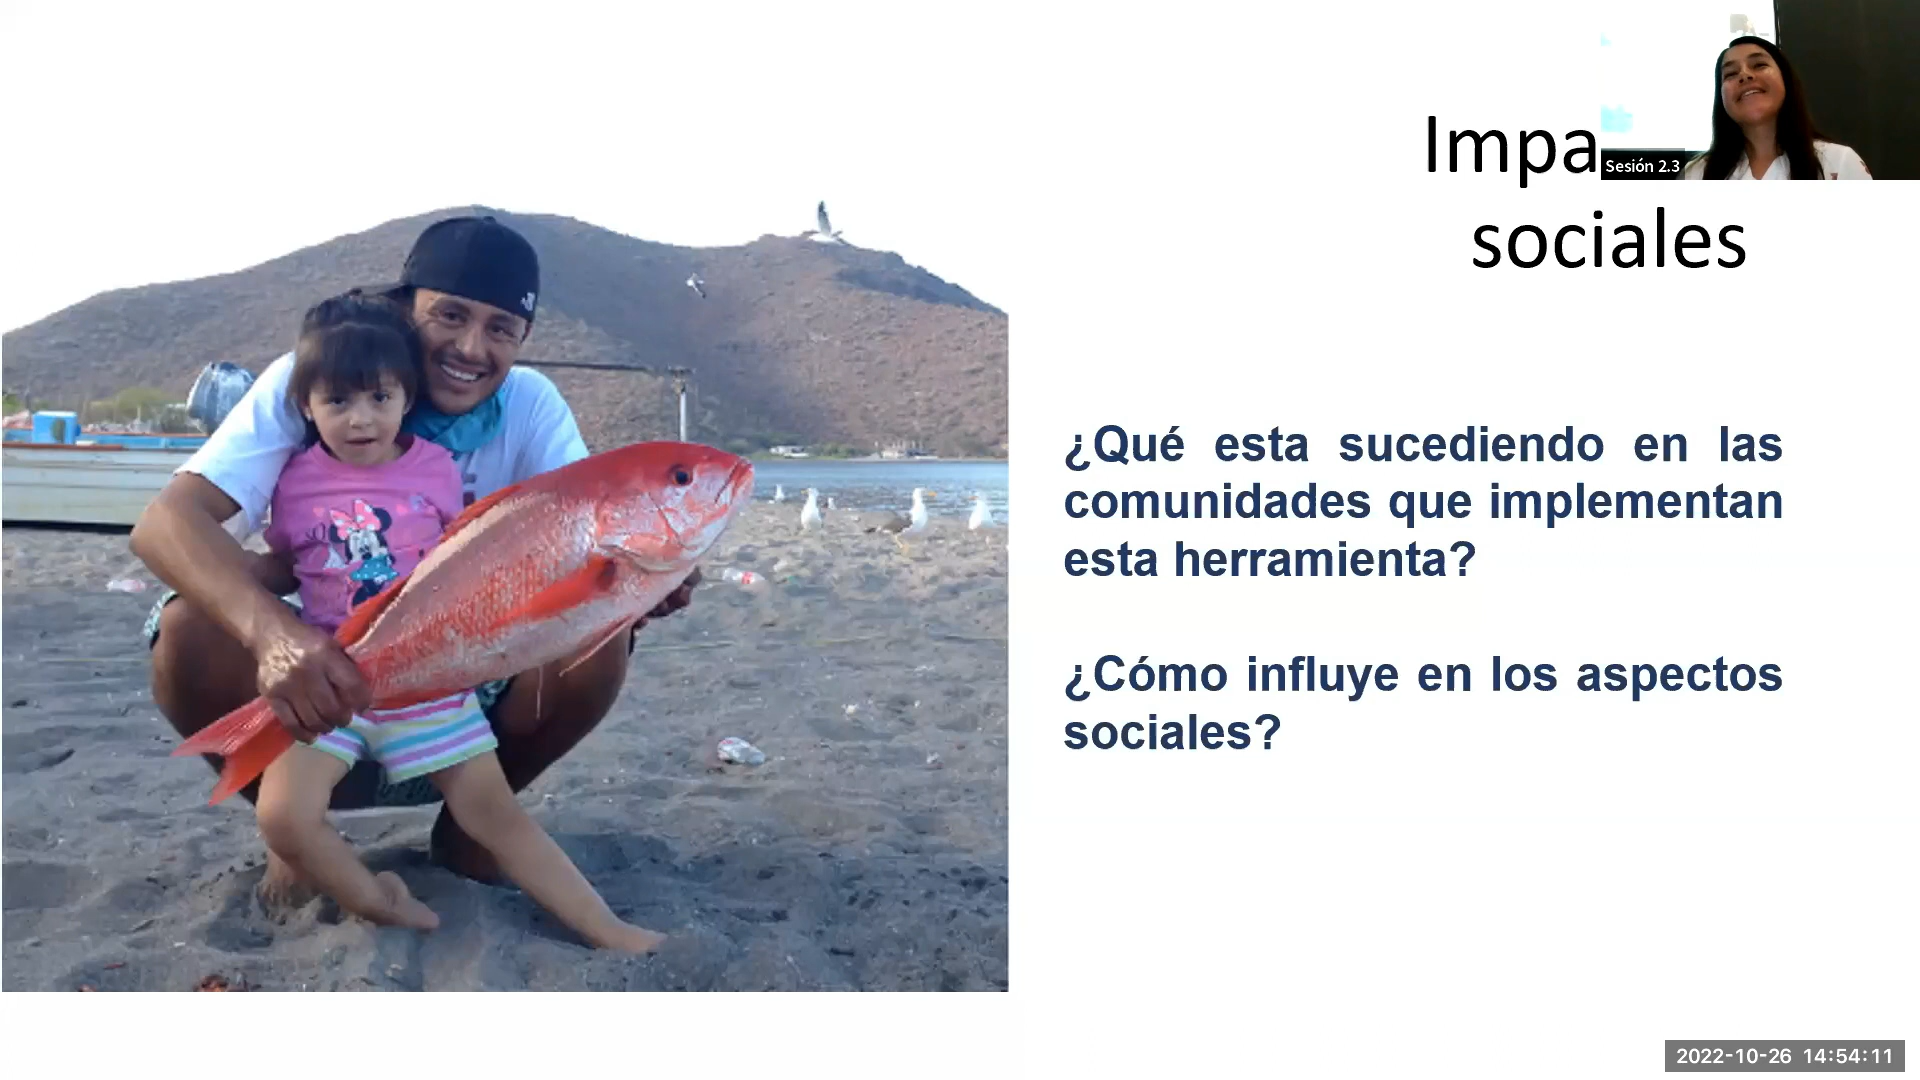 Impa
Sesión 2.3
sociales
¿Qué esta sucediendo en las
comunidades que implementan
esta herramienta?
¿Cómo influye en los aspectos
sociales?
2022-10-26 14:54:11